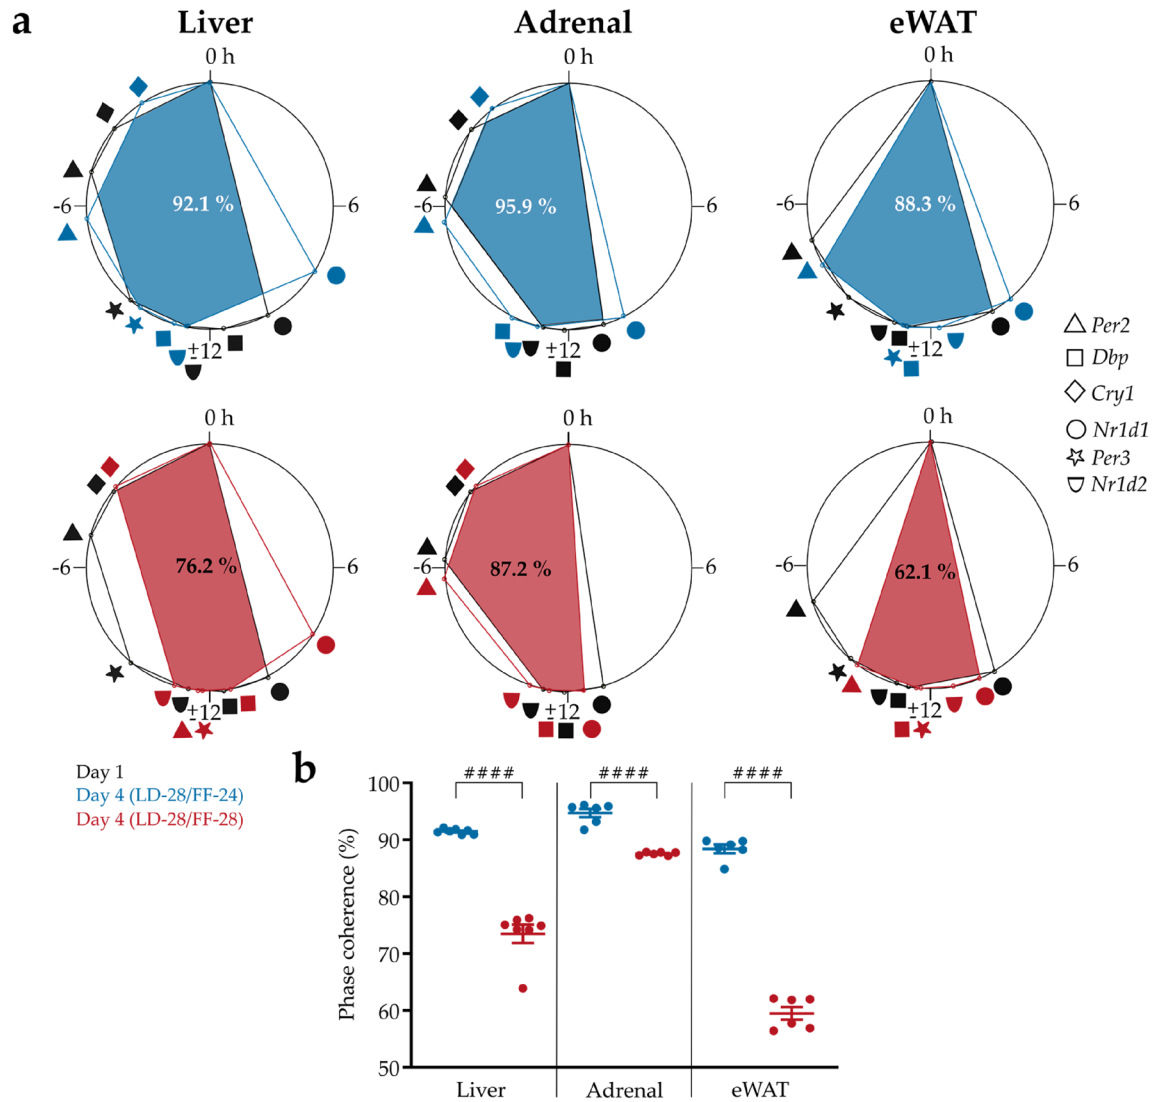 a
Liver
Adrenal
eWAT
0 h
0 h
0 h
92.1 %
95.9 %
88.3 %
-6
6
-6
6
-6
6
±12
±12
±12
Per2
Dbp
Cry1
Nr1d1
Per3
Nr1d2
0 h
0 h
0 h
76.2 %
87.2 %
62.1 %
-6
6
-6
6
-6
6
±12
±12
±12
Day 1
Day 4 (LD-28/FF-24)
Day 4 (LD-28/FF-28)
b
####
####
####
Phase coherence (%)
100
90
80
70
60
50
Liver
Adrenal
eWAT